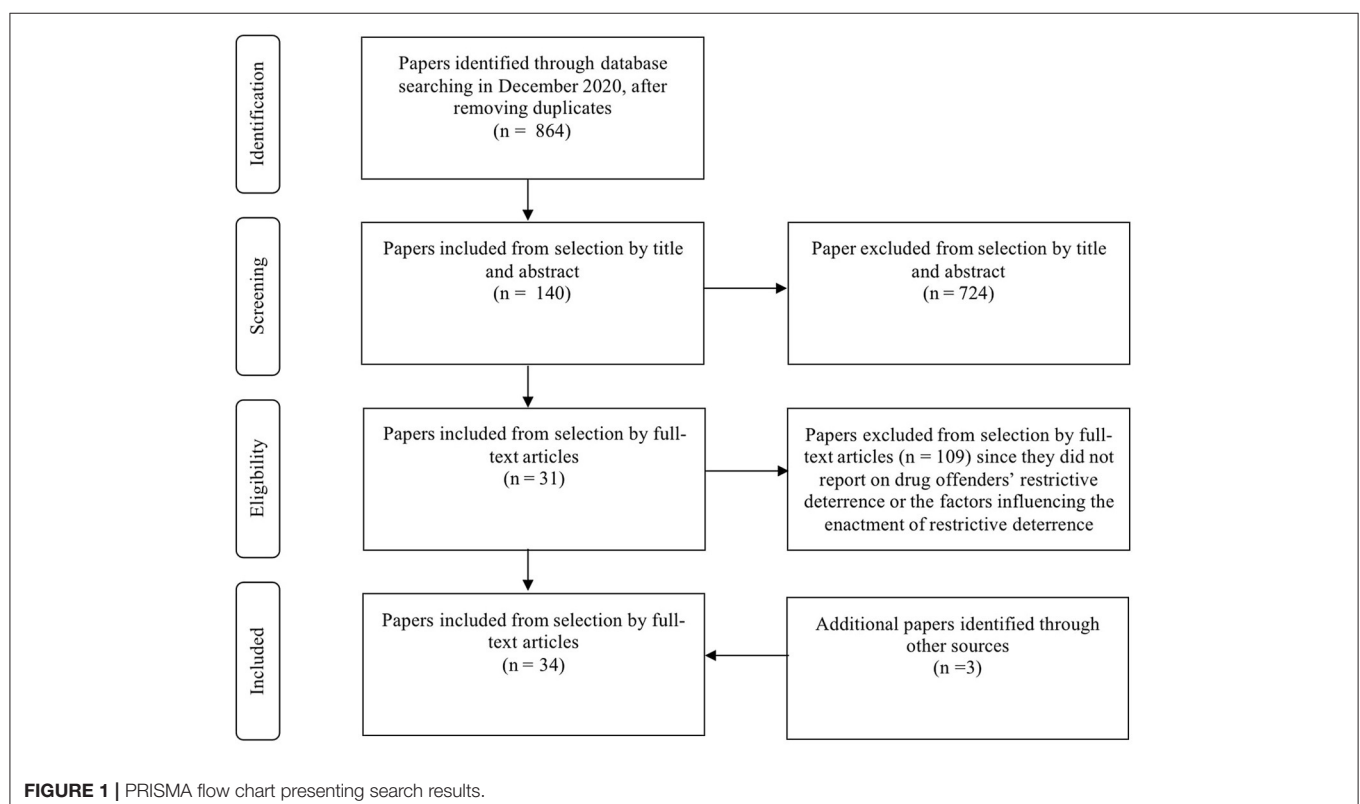 Identification
Papers identified through database
searching in December 2020, after
removing duplicates
(n = 864)
Screening
Papers included from selection by title
and abstract
(n = 140)
Paper excluded from selection by title
and abstract
(n = 724)
Eligibility
Papers included from selection by full-
text articles
(n = 31)
Papers excluded from selection by full-
text articles (n = 109) since they did not
report on drug offenders' restrictive
deterrence or the factors influencing the
enactment of restrictive deterrence
Included
Papers included from selection by full-
text articles
(n = 34)
Additional papers identified through
other sources
(n =3)
FIGURE 1 | PRISMA flow chart presenting search results.